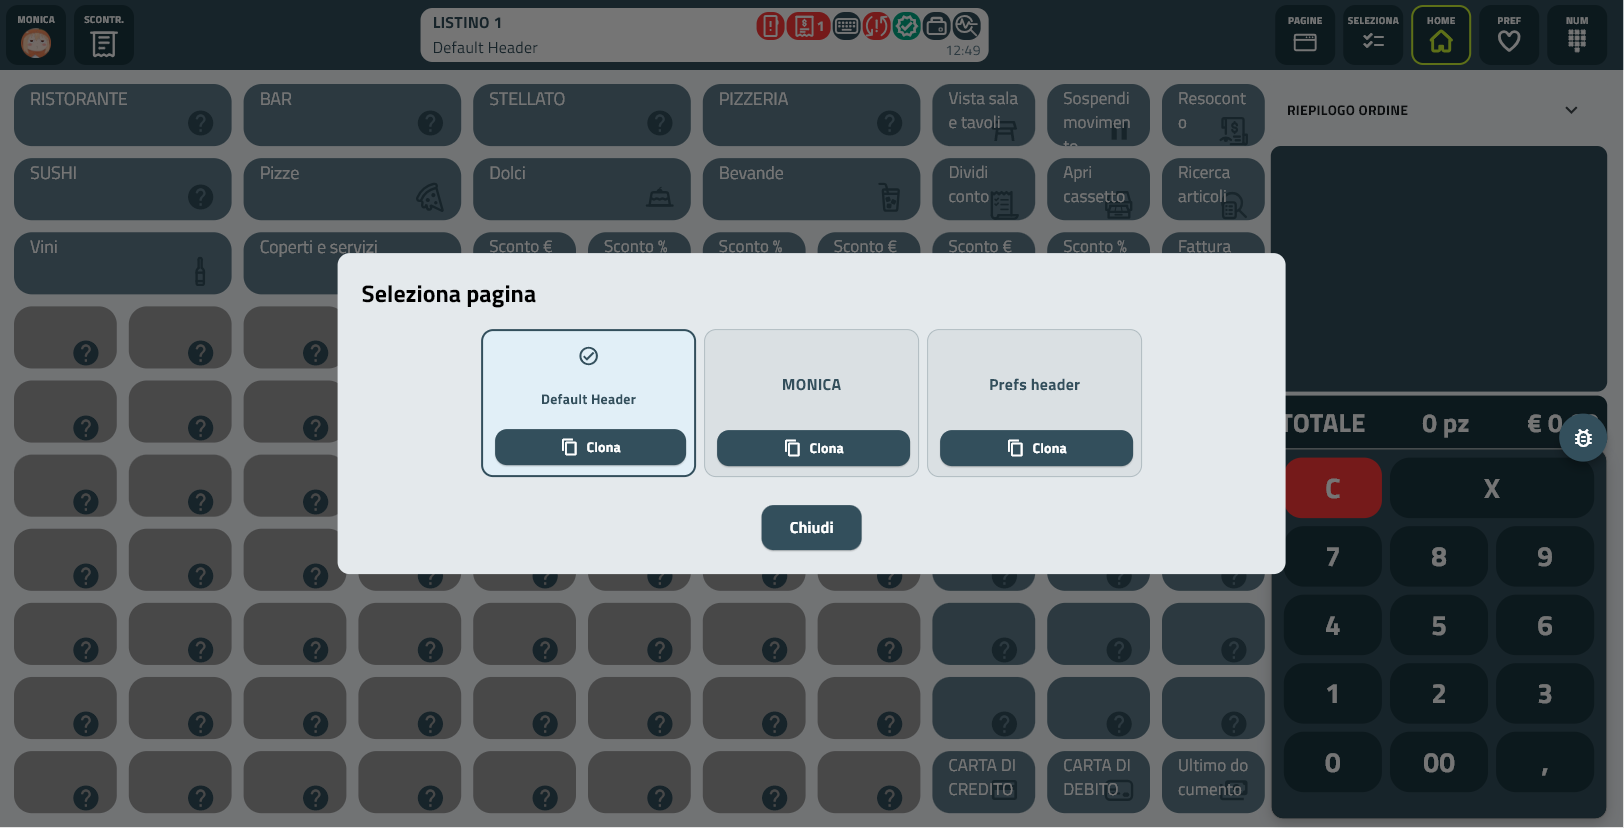 MONICA
SCONTR.
LISTINO 1
Default Header
1
12:49
PAGINE
SELEZIONA
HOME
PREF
NUM
RISTORANTE
BAR
STELLATO
PIZZERIA
Vista sala
e tavoli
Sospendi
movimen
to
Resocont
o
RIEPILOGO ORDINE
SUSHI
Pizze
Dolci
Bevande
Dividi
conto
Apri
cassetto
Ricerca
articoli
Vini
Coperti e servizi
Sconto €
Sconto %
Sconto %
Sconto €
Sconto €
Sconto %
Fattura
Seleziona pagina
Default Header
Clona
MONICA
Clona
Prefs header
Clona
Chiudi
TOTALE
0 pz
€ 0
C
X
7
8
9
4
5
6
1
2
3
0
00
,
CARTA DI
CREDITO
CARTA DI
DEBITO
Ultimo do
cumento